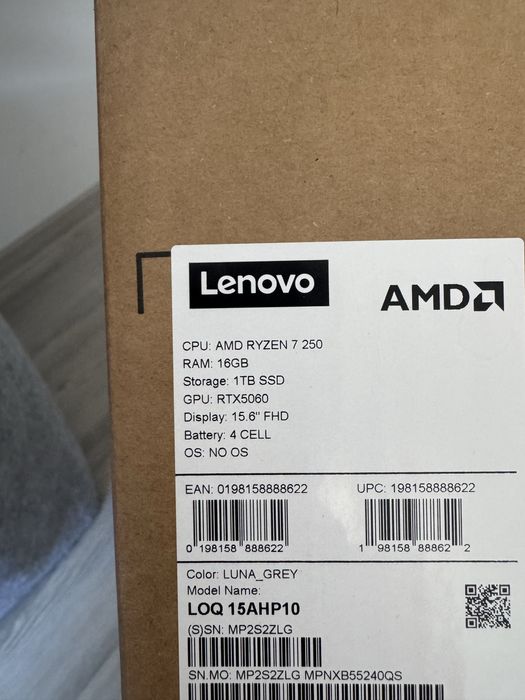 Lenovo
AMD
CPU: AMD RYZEN 7 250
RAM: 16GB
Storage: 1TB SSD
GPU: RTX5060
Display: 15.6" FHD
Battery: 4 CELL
OS: NO OS
EAN: 0198158888622 UPC: 198158888622
0 198158 888622 1 98158 88862 2
Color: LUNA_GREY
Model Name:
LOQ 15AHP10
(S)SN: MP2S2ZLG
SN.MO: MP2S2ZLG MPNXB55240QS